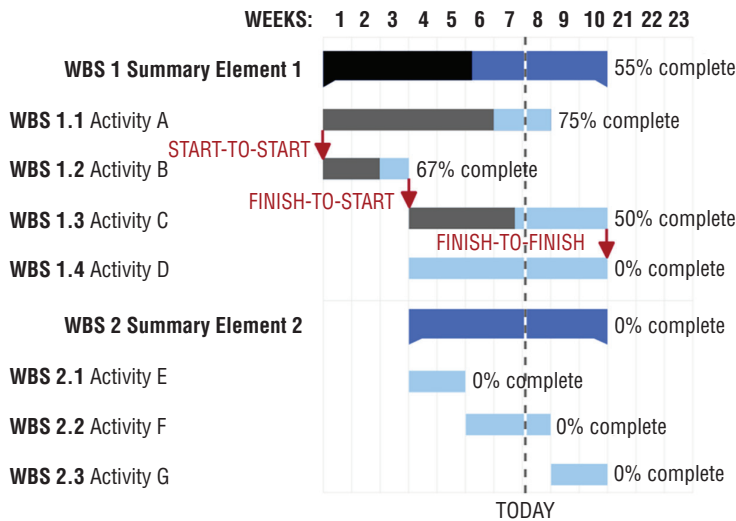 WEEKS: 1 2 3 4 5 6 7 8 9 10 21 22 23
WBS 1 Summary Element 1 55% complete
WBS 1.1 Activity A 75% complete
START-TO-START
WBS 1.2 Activity B 67% complete
FINISH-TO-START
WBS 1.3 Activity C 50% complete
FINISH-TO-FINISH
WBS 1.4 Activity D 0% complete
WBS 2 Summary Element 2 0% complete
WBS 2.1 Activity E 0% complete
WBS 2.2 Activity F 0% complete
WBS 2.3 Activity G 0% complete
TODAY